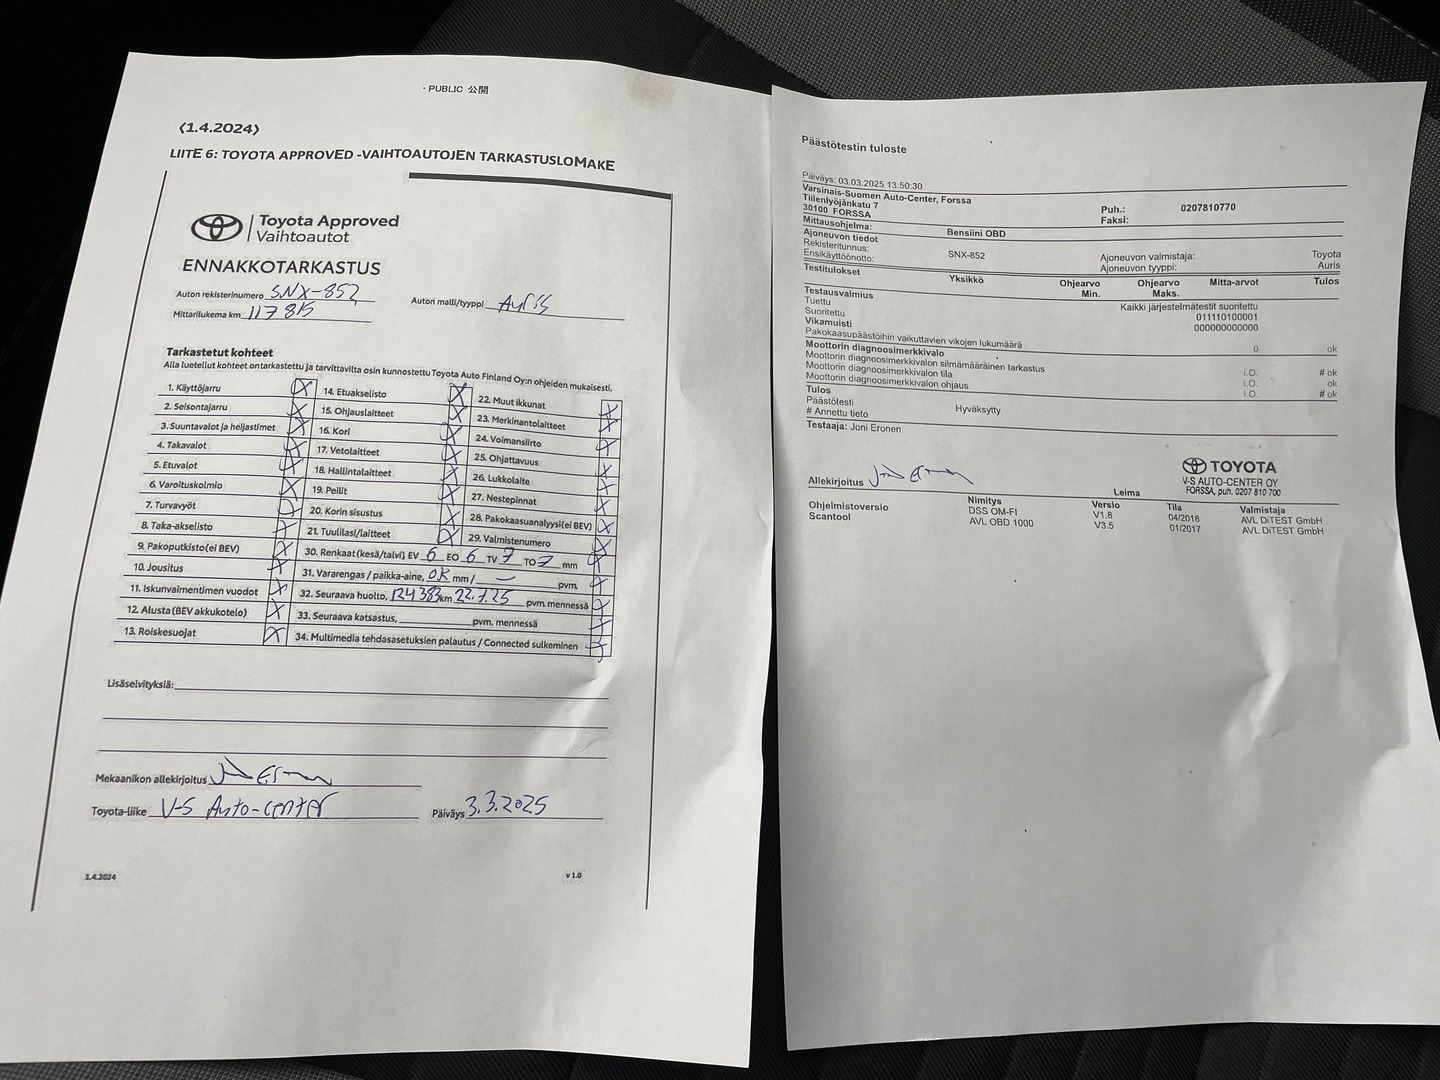 · PUBLIC 公開
(1.4.2024)
LIITE 6: TOYOTA APPROVED -VAIHTOAUTOJEN TARKASTUSLOMAKE
Toyota Approved
Vaihtoautot
ENNAKKOTARKASTUS
Auton rekisterinumero SNX-852
Auton malli/tyyppi Auris
Mittarilukema km 117 815
Tarkastetut kohteet
Alla luetellut kohteet on tarkastettu ja tarvittavilta osin kunnostettu Toyota Auto Finland Oy:n ohjeiden mukaisesti.
1. Käyttöjarru
2. Seisontajarru
3. Suuntavalot ja heijastimet
4. Takavalot
5. Etuvalot
6. Varoituskolmio
7. Turvavyöt
8. Taka-akselisto
9. Pakoputkisto (ei BEV)
10. Jousitus
11. Iskunvaimentimen vuodot
12. Alusta (BEV akkukotelo)
13. Roiskesuojat
14. Etuakselisto
15. Ohjauslaitteet
16. Kori
17. Vetolaitteet
18. Hallintalaitteet
19. Peilit
20. Korin sisustus
21. Tuulilasi/laitteet
22. Muut ikkunat
23. Merkinantolaitteet
24. Voimansiirto
25. Ohjattavuus
26. Lukkolaite
27. Nestepinnat
28. Pakokaasuanalyysi (ei BEV)
29. Valmistenumero
30. Renkaat (kesä/talvi) EV 6 EO 6 TV 7 TO 7 mm
31. Vararengas / paikka-aine, OK mm / — pvm.
32. Seuraava huolto, 124 383 km 22.7.25 pvm. mennessä
33. Seuraava katsastus, pvm. mennessä
34. Multimedia tehdasasetuksien palautus / Connected sulkeminen
Lisäselvityksiä:
Mekaanikon allekirjoitus
Toyota-liike V-S Auto-center
Päiväys 3.3.2025
1.4.2024
v 1.0
Päästötestin tuloste
Päiväys: 03.03.2025 13:50:30
Varsinais-Suomen Auto-Center, Forssa
Tiilenlyöjänkatu 7
30100 FORSSA
Puh.: 0207810770
Faksi:
Mittausohjelma: Bensiini OBD
Ajoneuvon tiedot
Rekisteritunnus: SNX-852
Ensikäyttöönotto:
Ajoneuvon valmistaja: Toyota
Ajoneuvon tyyppi: Auris
Testitulokset Yksikkö Ohjearvo Min. Ohjearvo Maks. Mitta-arvot Tulos
Testausvalmius Kaikki järjestelmätestit suoritettu
Tuettu 011110100001
Suoritettu 000000000000
Vikamuisti
Pakokaasupäästöihin vaikuttavien vikojen lukumäärä 0 ok
Moottorin diagnoosimerkkivalo
Moottorin diagnoosimerkkivalon silmämääräinen tarkastus i.O. # ok
Moottorin diagnoosimerkkivalon tila i.O. ok
Moottorin diagnoosimerkkivalon ohjaus i.O. # ok
Tulos
Päästötesti Hyväksytty
# Annettu tieto
Testaaja: Joni Eronen
Allekirjoitus
Leima
TOYOTA
V-S AUTO-CENTER OY
FORSSA, puh. 0207 810 700
Nimitys Versio Tila Valmistaja
Ohjelmistoversio DSS OM-FI V1.8 04/2018 AVL DiTEST GmbH
Scantool AVL OBD 1000 V3.5 01/2017 AVL DiTEST GmbH